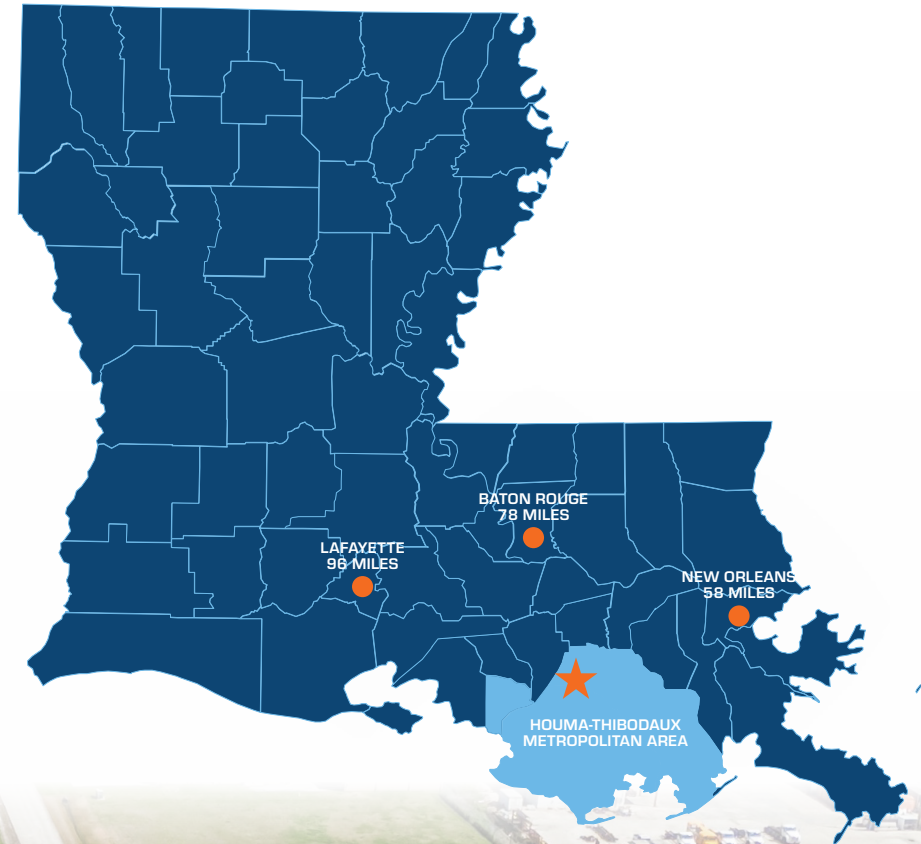 BATON ROUGE
78 MILES
LAFAYETTE
96 MILES
NEW ORLEANS
58 MILES
HOUMA-THIBODAUX
METROPOLITAN AREA